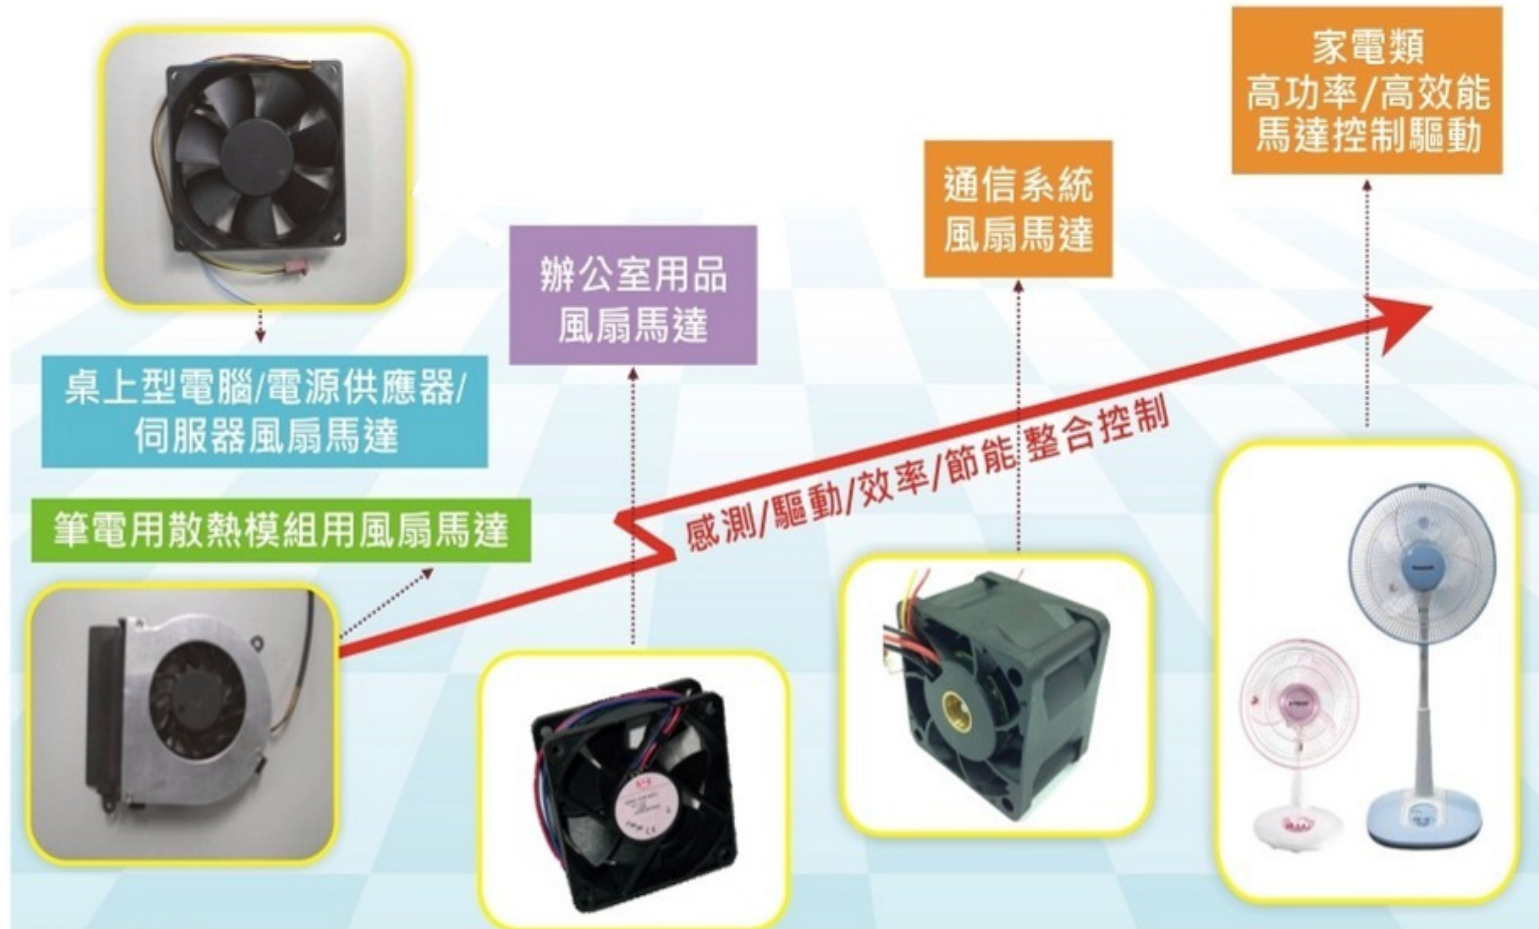 家電類
高功率/高效能
馬達控制驅動
通信系統
風扇馬達
辦公室用品
風扇馬達
桌上型電腦/電源供應器/
伺服器風扇馬達
筆電用散熱模組用風扇馬達
感測/驅動/效率/節能 整合控制